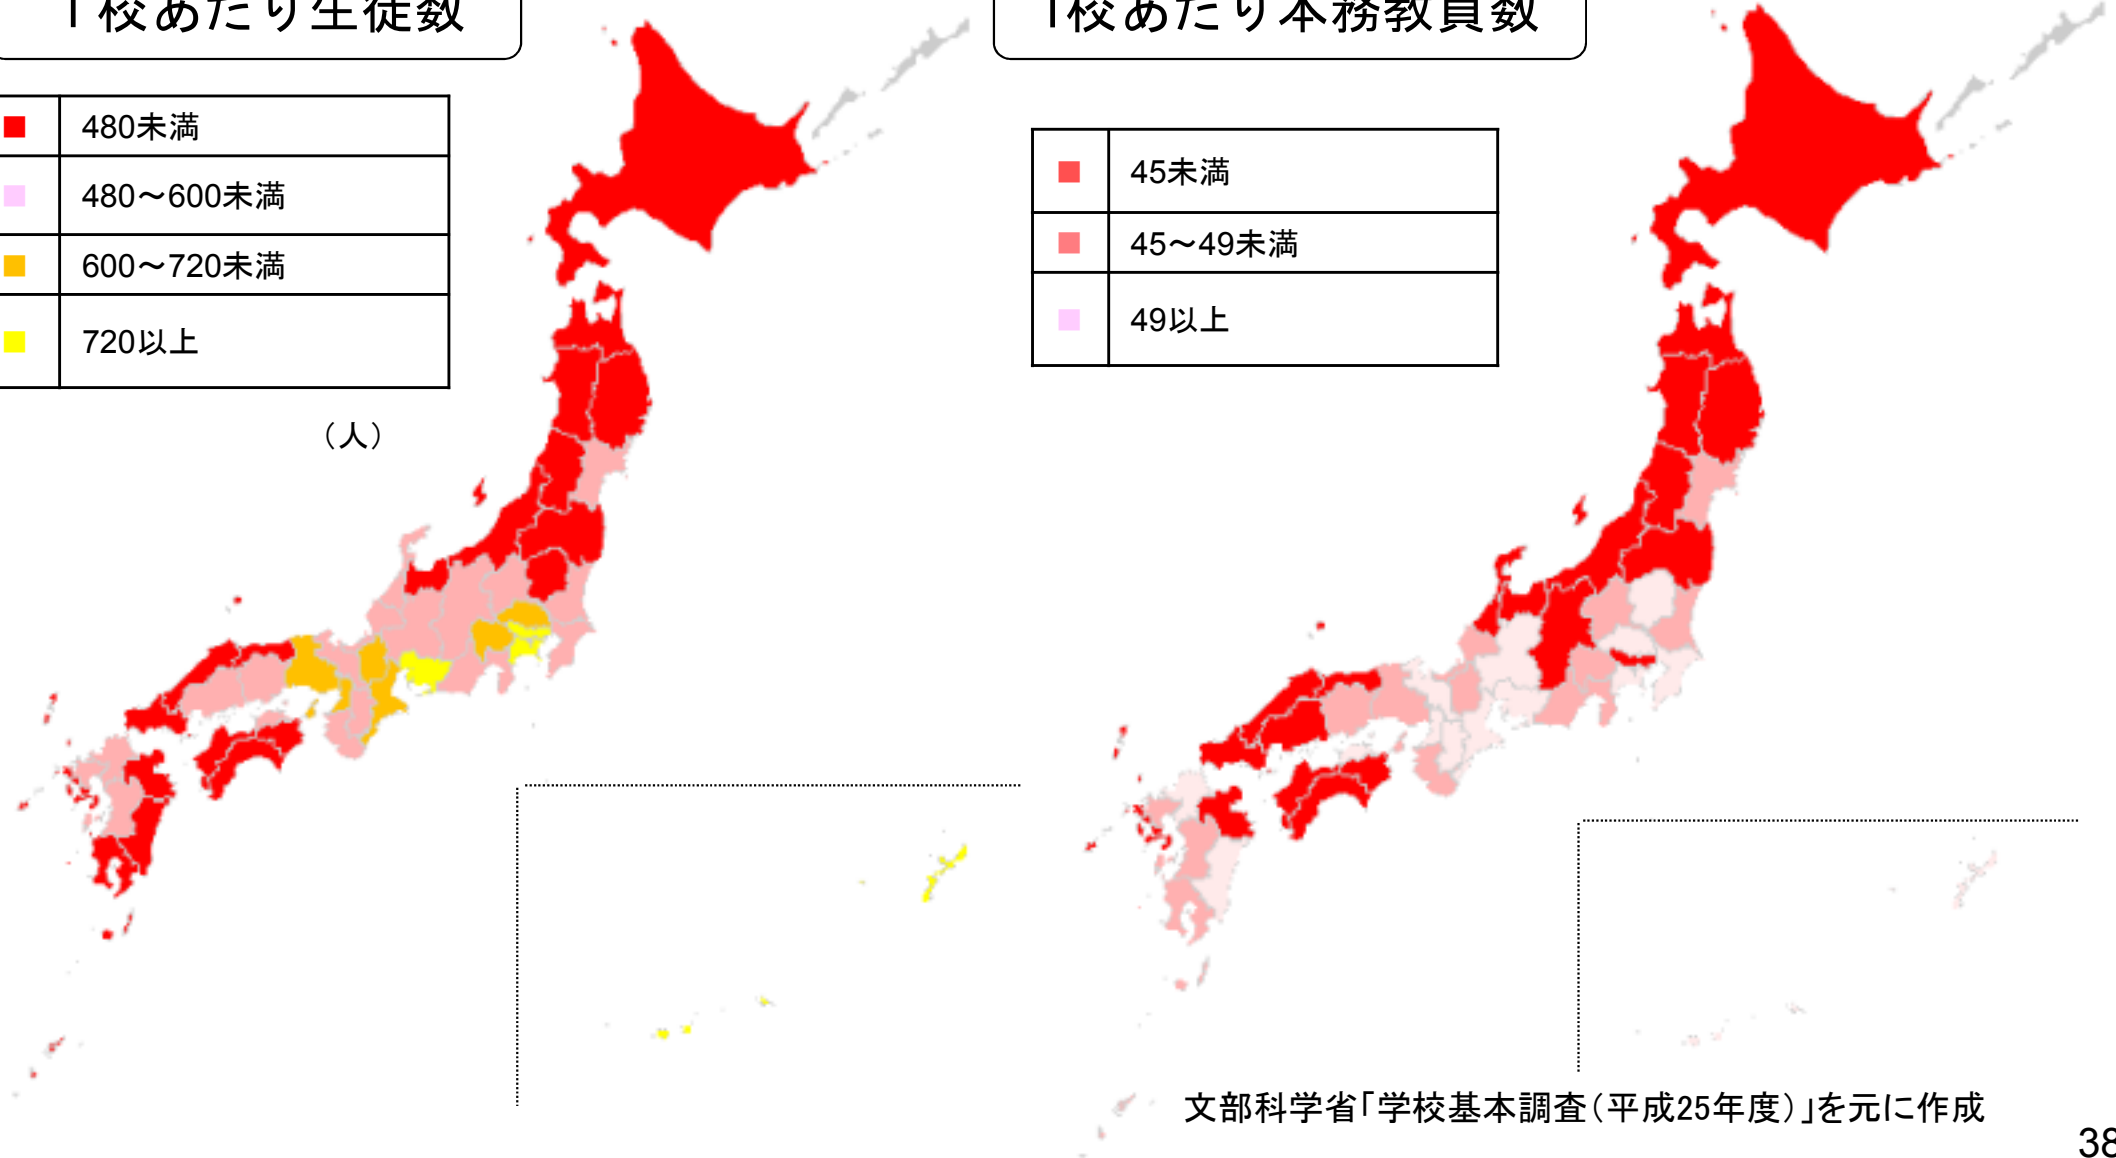 1校あたり生徒数
480未満
480～600未満
600～720未満
720以上
（人）
1校あたり本務教員数
45未満
45～49未満
49以上
文部科学省「学校基本調査（平成25年度）」を元に作成
38